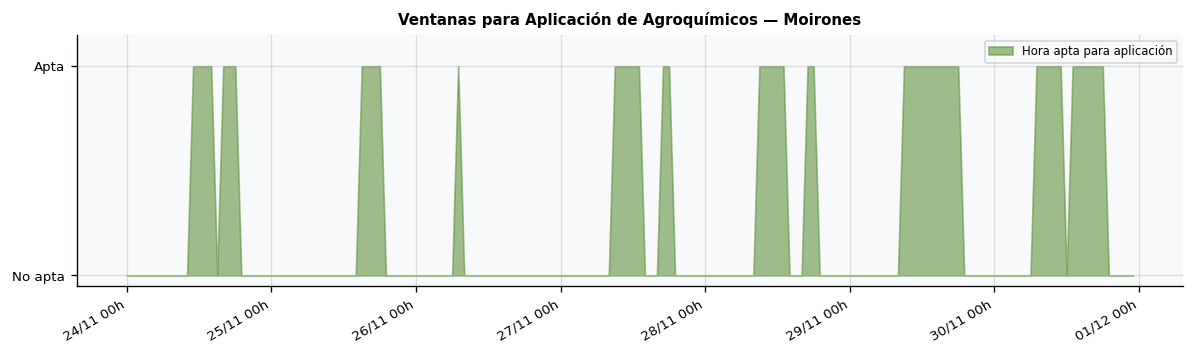 Ventanas para Aplicación de Agroquímicos — Moirones
Hora apta para aplicación
Apta
No apta
24/11 00h
25/11 00h
26/11 00h
27/11 00h
28/11 00h
29/11 00h
30/11 00h
01/12 00h